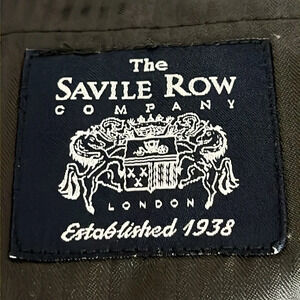 The
SAVILE ROW
COMPANY
LONDON
Established 1938